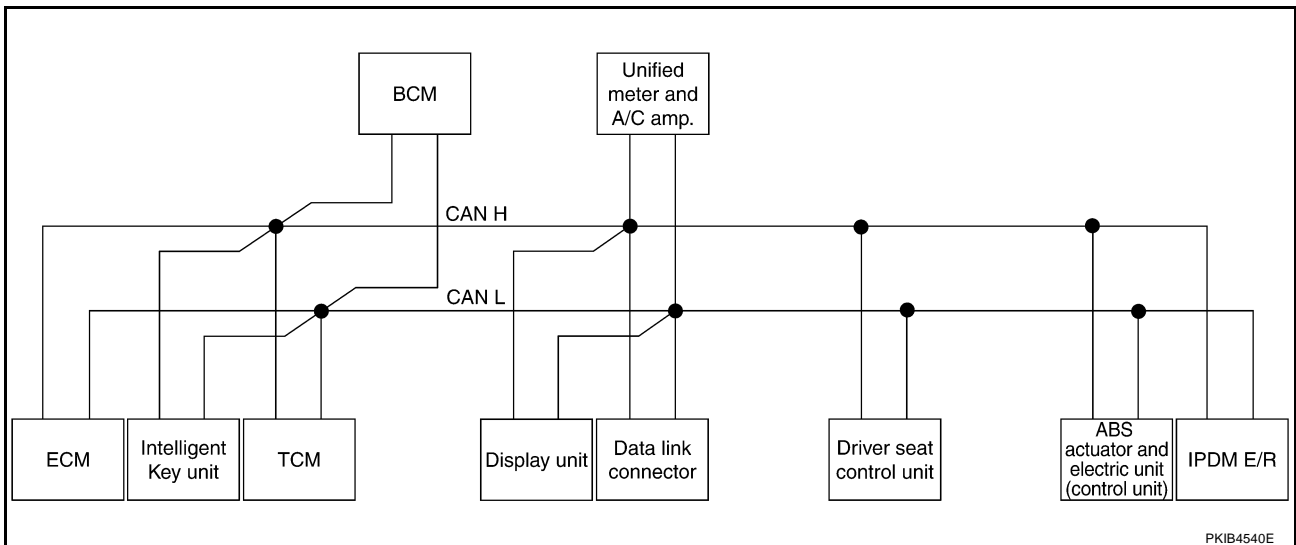 BCM
Unified
meter and
A/C amp.
CAN H
CAN L
ECM
Intelligent
Key unit
TCM
Display unit
Data link
connector
Driver seat
control unit
ABS
actuator and
electric unit
(control unit)
IPDM E/R
PKIB4540E